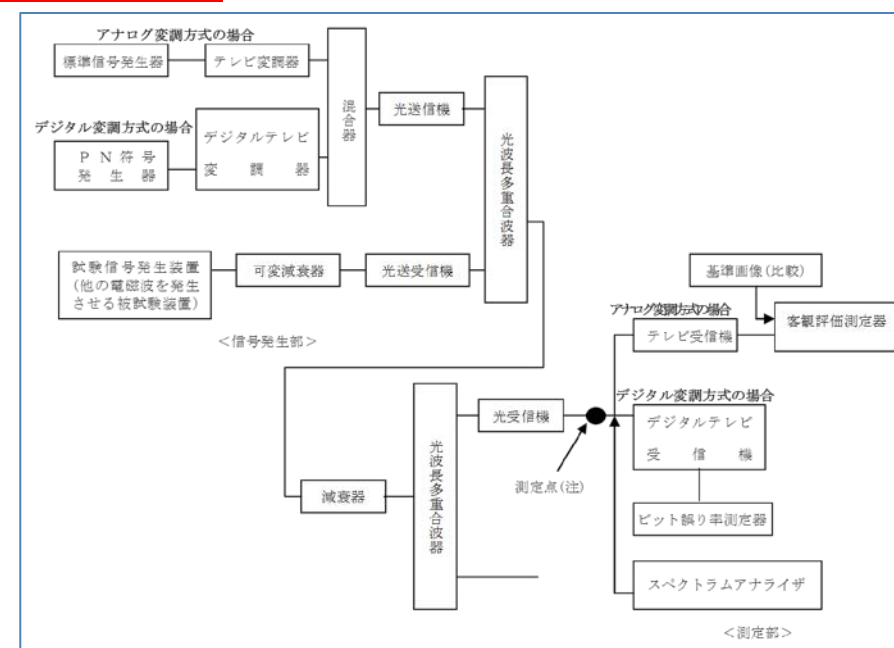 アナログ変調方式の場合
標準信号発生器
テレビ変調器
混合器
光送信機
光波長多重合波器
デジタル変調方式の場合
PN符号
発生器
デジタルテレビ
変調器
試験信号発生装置
(他の電磁波を発生
させる被試験装置)
可変減衰器
光送受信機
<信号発生部>
基準画像(比較)
アナログ変調方式の場合
テレビ受信機
客観評価測定器
デジタル変調方式の場合
光受信機
デジタルテレビ
受信機
測定点(注)
減衰器
光波長多重合波器
ビット誤り率測定器
スペクトラムアナライザ
<測定部>